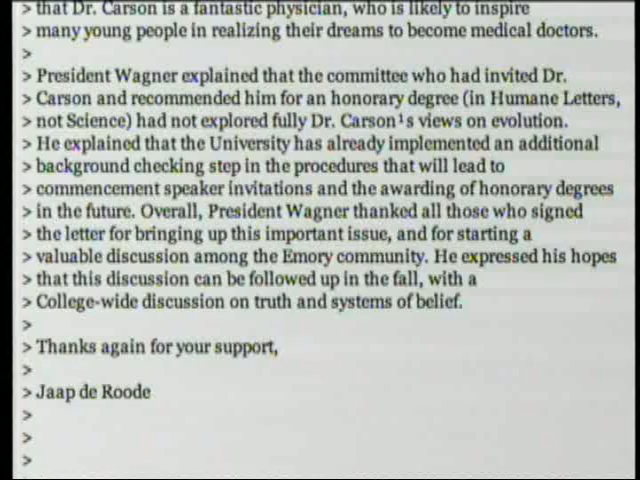 > that Dr. Carson is a fantastic physician, who is likely to inspire
> many young people in realizing their dreams to become medical doctors.
>
> President Wagner explained that the committee who had invited Dr.
> Carson and recommended him for an honorary degree (in Humane Letters,
> not Science) had not explored fully Dr. Carson¹s views on evolution.
> He explained that the University has already implemented an additional
> background checking step in the procedures that will lead to
> commencement speaker invitations and the awarding of honorary degrees
> in the future. Overall, President Wagner thanked all those who signed
> the letter for bringing up this important issue, and for starting a
> valuable discussion among the Emory community. He expressed his hopes
> that this discussion can be followed up in the fall, with a
> College-wide discussion on truth and systems of belief.
>
> Thanks again for your support,
>
> Jaap de Roode
>
>
>